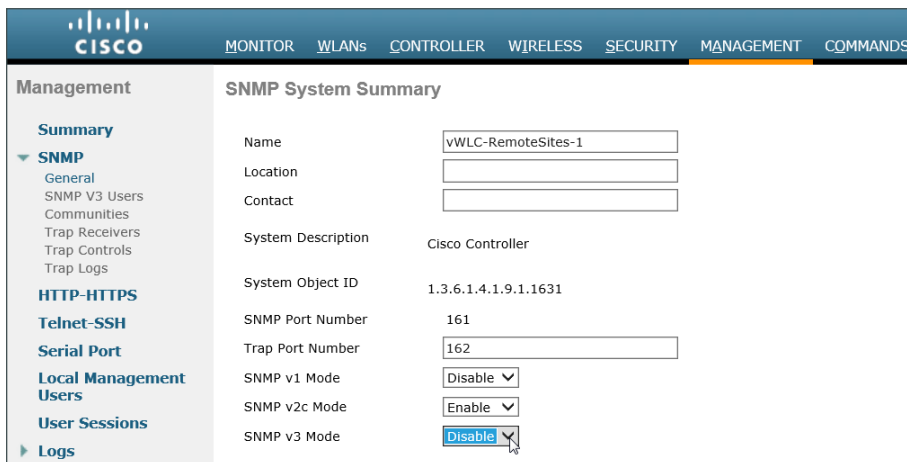 CISCO
MONITOR WLANs CONTROLLER WIRELESS SECURITY MANAGEMENT COMMANDS
Management
Summary
SNMP
General
SNMP V3 Users
Communities
Trap Receivers
Trap Controls
Trap Logs
HTTP-HTTPS
Telnet-SSH
Serial Port
Local Management
Users
User Sessions
Logs
SNMP System Summary
Name vWLC-RemoteSites-1
Location
Contact
System Description Cisco Controller
System Object ID 1.3.6.1.4.1.9.1.1631
SNMP Port Number 161
Trap Port Number 162
SNMP v1 Mode Disable
SNMP v2c Mode Enable
SNMP v3 Mode Disable